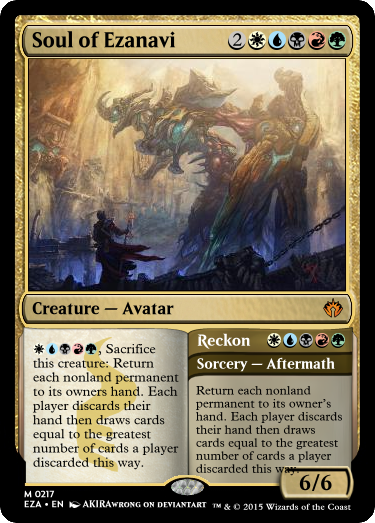 Soul of Ezanavi 2
Creature — Avatar
, Sacrifice
this creature: Return
each nonland permanent
to its owners hand. Each
player discards their
hand then draws cards
equal to the greatest
number of cards a player
discarded this way.
Reckon
Sorcery — Aftermath
Return each nonland
permanent to its owner's
hand. Each player discards
their hand then draws
cards equal to the greatest
number of cards a player
discarded this way.
6/6
M 0217
EZA • EN AKIRAWRONG ON DEVIANTART ™ & © 2015 Wizards of the Coast